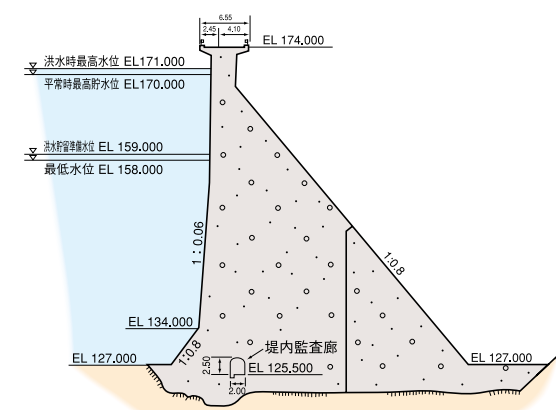 6.55
2.45 4.10
EL 174.000
洪水時最高水位 EL171.000
平常時最高貯水位 EL170.000
洪水貯留準備水位 EL 159.000
最低水位 EL 158.000
1:0.06
1:0.8
EL 134.000
1:0.8
堤内監査廊
EL 127.000
2.50
EL 125.500
EL 127.000
2.00